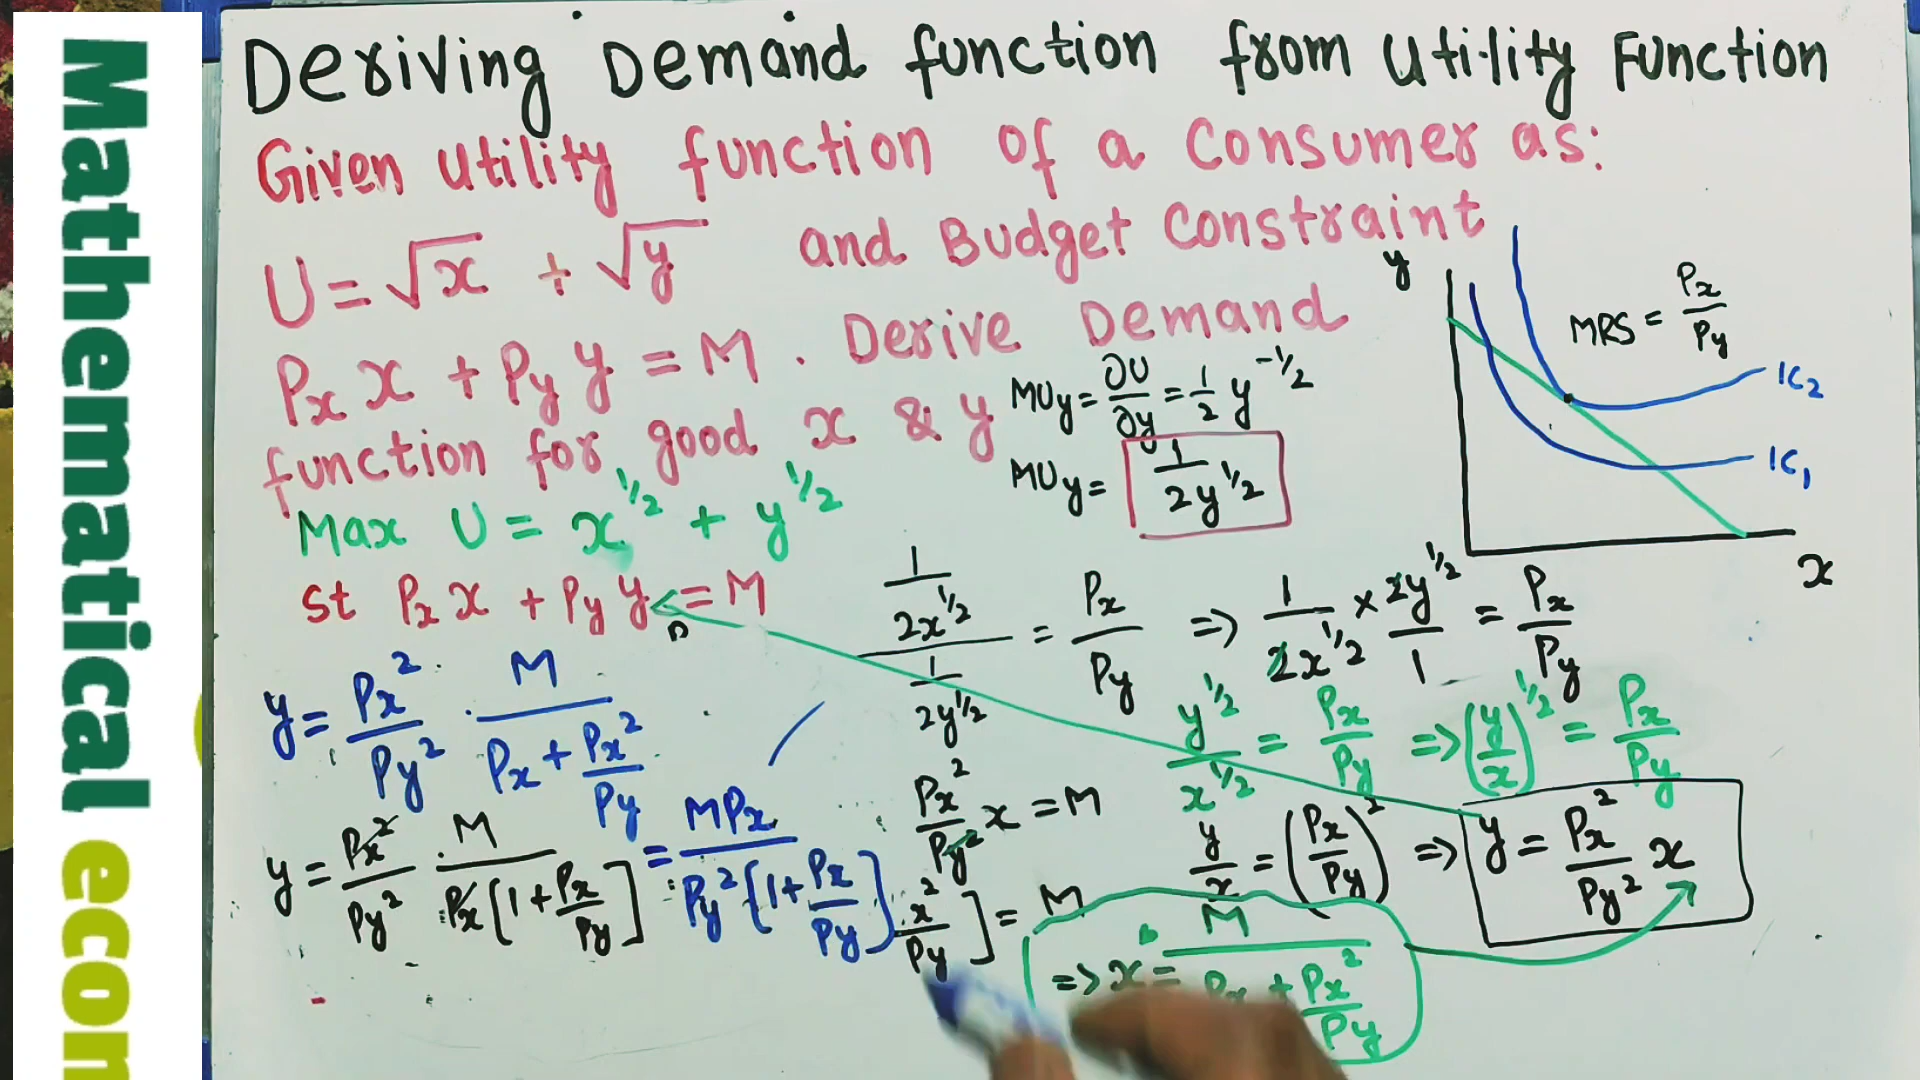 Mathematical econ
Deriving Demand function from Utility Function
Given Utility function of a Consumer as:
U = √x + √y and Budget Constraint
Px x + Py y = M. Derive Demand
function for good x & y
Max U = x^1/2 + y^1/2
st Px x + Py y = M
MUy = ∂U/∂y = 1/2 y^-1/2
MUy = 1/2y^1/2
y
MRS = Px/Py
IC2
IC1
x
(1/2x^1/2)/(1/2y^1/2) = Px/Py => 1/2x^1/2 × 2y^1/2/1 = Px/Py
y^1/2/x^1/2 = Px/Py => (y/x)^1/2 = Px/Py
y/x = (Px/Py)^2 => y = Px^2/Py^2 x
Px^2/Py^2 x = M
x^2/Py] = M
=> x = M/Px + Px^2/Py
y = Px^2/Py^2 . M/Px + Px^2/Py
y = Px^2/Py^2 . M/Px[1 + Px/Py] = MPx/Py^2[1 + Px/Py]